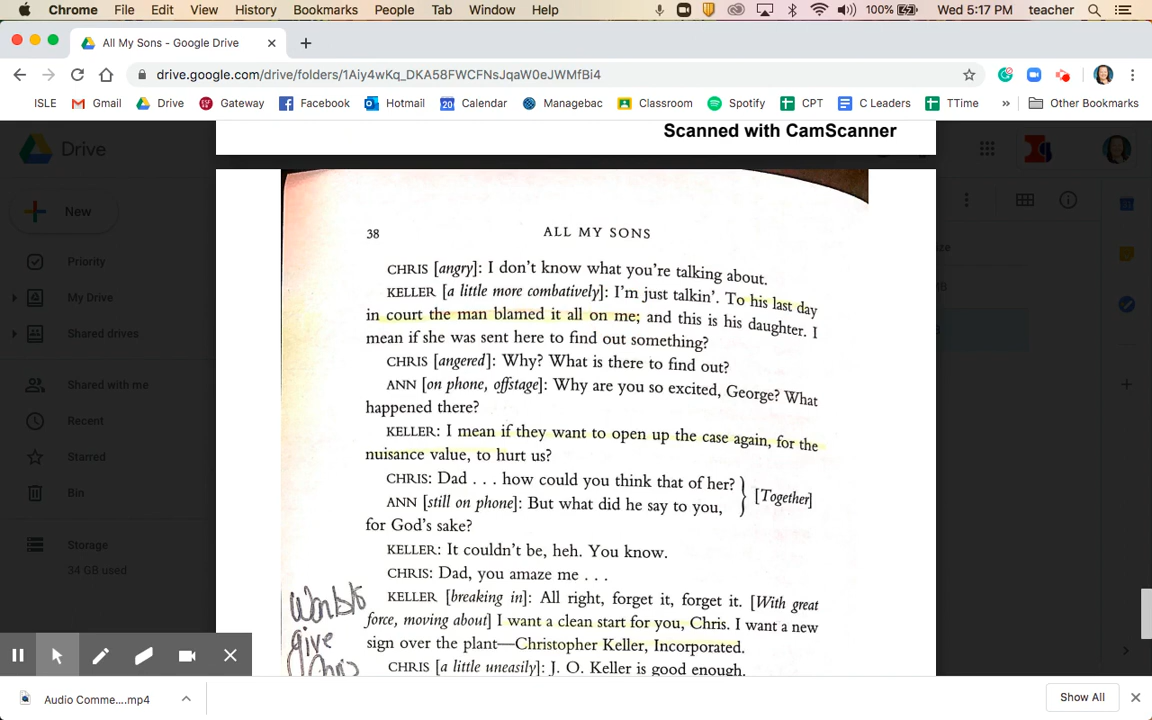 Chrome File Edit View History Bookmarks People Tab Window Help 100% Wed 5:17 PM teacher
All My Sons - Google Drive
drive.google.com/drive/folders/1Aiy4wKq_DKA58FWCFNsJqaW0eJWMfBi4
ISLE Gmail Drive Gateway Facebook Hotmail 20 Calendar Managebac Classroom Spotify CPT C Leaders TTime » Other Bookmarks
Scanned with CamScanner
Drive
New
Priority
My Drive
Shared drives
Shared with me
Recent
Starred
Bin
Storage
34 GB used
38 ALL MY SONS
CHRIS [angry]: I don't know what you're talking about.
KELLER [a little more combatively]: I'm just talkin'. To his last day
in court the man blamed it all on me; and this is his daughter. I
mean if she was sent here to find out something?
CHRIS [angered]: Why? What is there to find out?
ANN [on phone, offstage]: Why are you so excited, George? What
happened there?
KELLER: I mean if they want to open up the case again, for the
nuisance value, to hurt us?
CHRIS: Dad . . . how could you think that of her?
ANN [still on phone]: But what did he say to you, } [Together]
for God's sake?
KELLER: It couldn't be, heh. You know.
CHRIS: Dad, you amaze me . . .
KELLER [breaking in]: All right, forget it, forget it. [With great
force, moving about] I want a clean start for you, Chris. I want a new
sign over the plant—Christopher Keller, Incorporated.
CHRIS [a little uneasily]: J. O. Keller is good enough.
Wants to
give
Chris
Audio Comme....mp4
Show All